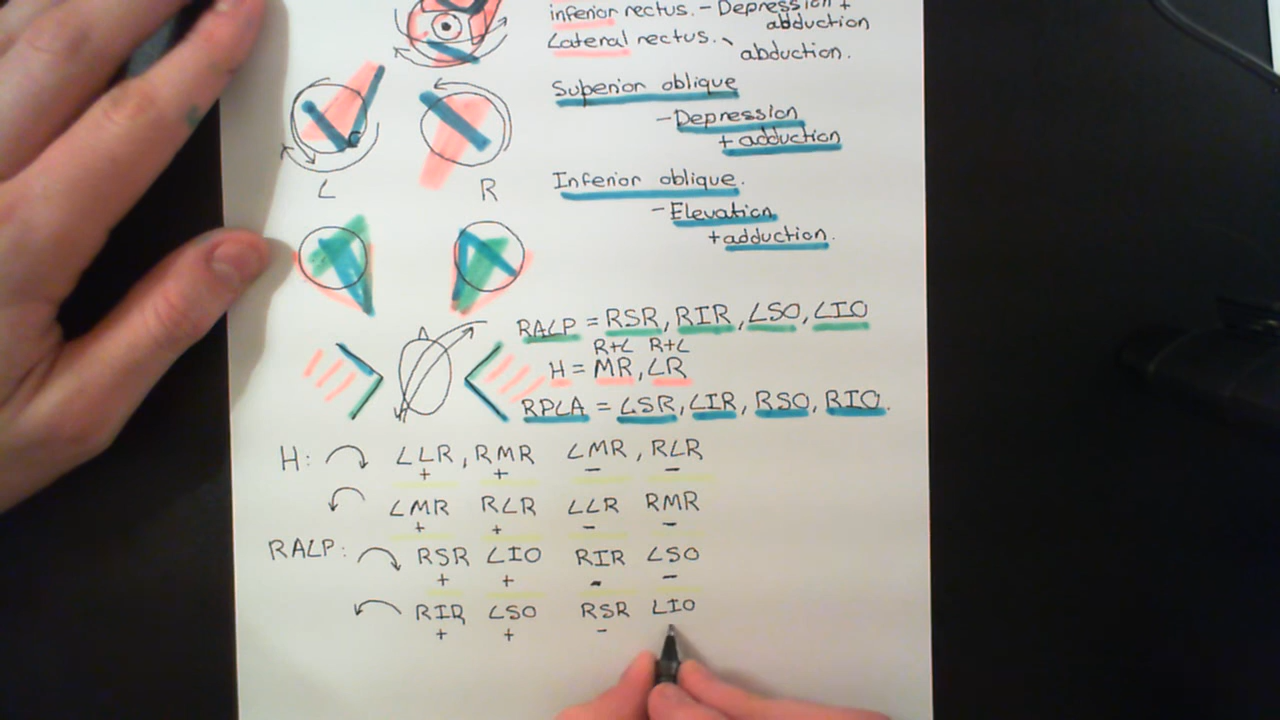 inferior rectus. - Depression +
abduction
Lateral rectus.
abduction.
Superior oblique
- Depression
+ adduction
L R
Inferior oblique.
- Elevation
+ adduction.
RALP = RSR, RIR, LSO, LIO
R+L R+L
H = MR, LR
RPLA = LSR, LIR, RSO, RIO.
H: LLR, RMR LMR, RLR
+ + - -
LMR RLR LLR RMR
+ + - -
RALP: RSR LIO RIR LSO
+ + - -
RIR LSO RSR LIO
+ + -